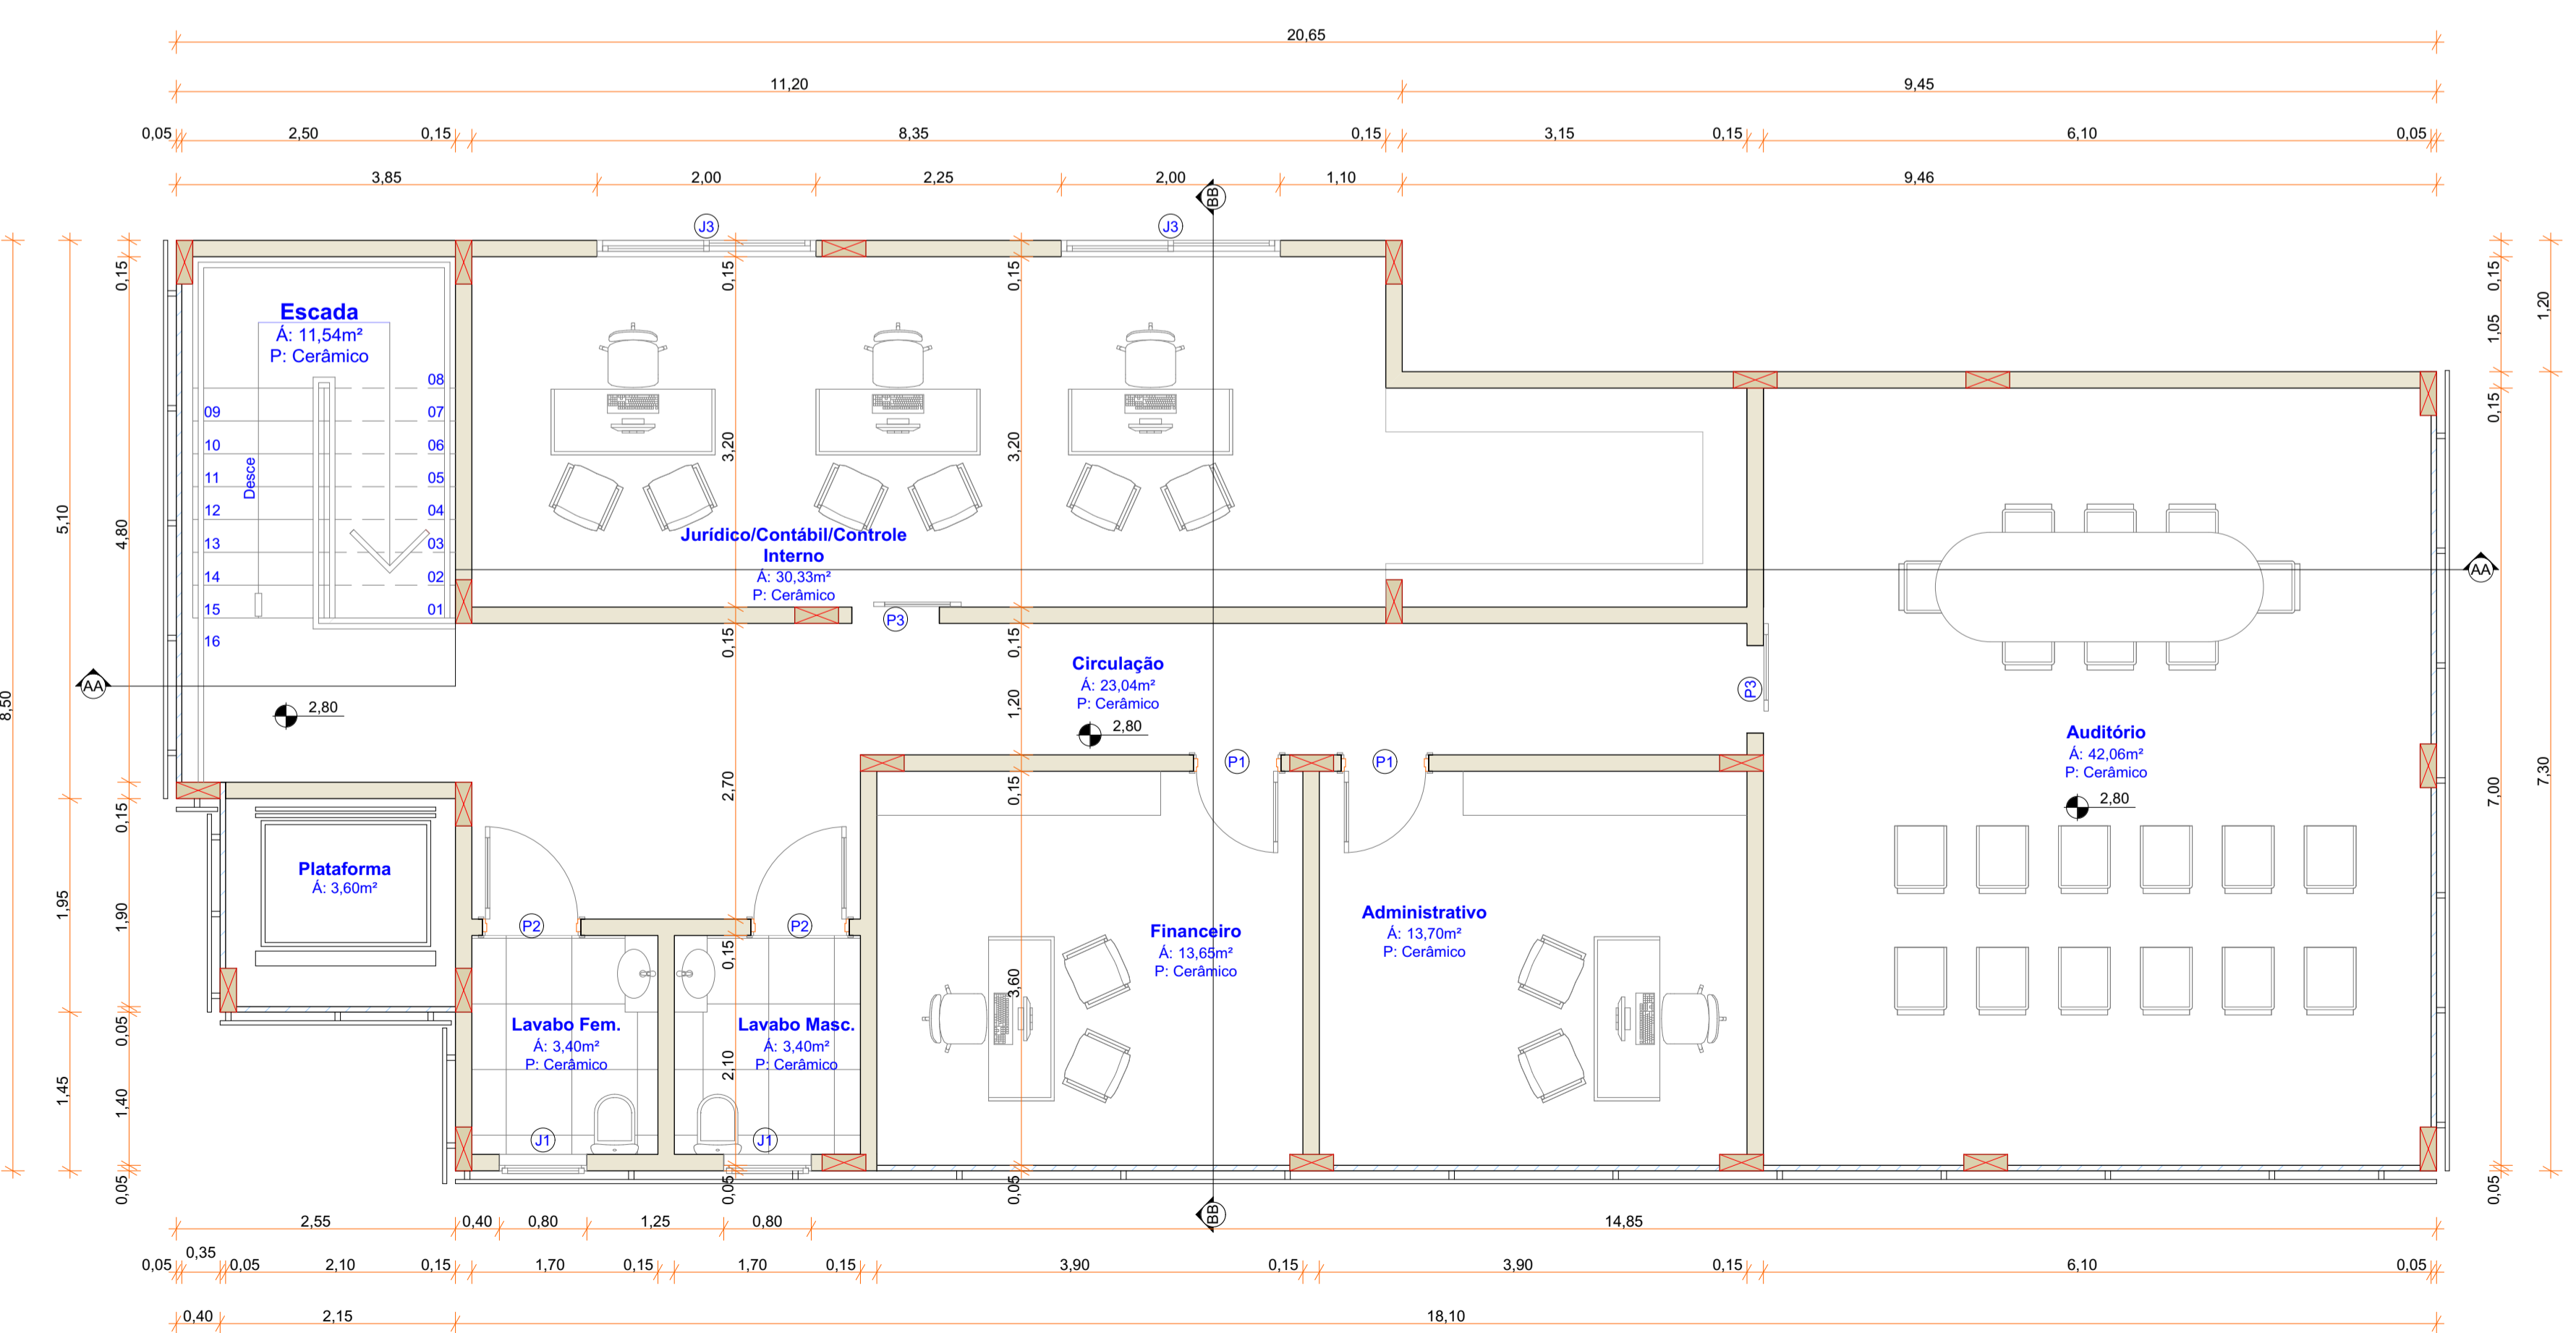 20,65
11,20
9,45
0,05
2,50
0,15
8,35
0,15
3,15
0,15
6,10
0,05
3,85
2,00
2,25
2,00
1,10
9,46
BB
J3
J3
0,15
0,15
0,15
0,15
1,05
1,20
0,15
Escada
Á: 11,54m²
P: Cerâmico
08
09
07
10
06
11
05
12
04
13
03
14
02
15
01
16
Desce
3,20
3,20
5,10
4,80
8,50
Jurídico/Contábil/Controle
Interno
Á: 30,33m²
P: Cerâmico
P3
AA
AA
0,15
0,15
Circulação
Á: 23,04m²
P: Cerâmico
2,80
2,80
1,20
P3
Auditório
Á: 42,06m²
P: Cerâmico
2,80
P1
P1
2,70
0,15
0,15
7,00
7,30
Plataforma
Á: 3,60m²
1,95
1,90
P2
P2
0,15
3,60
Financeiro
Á: 13,65m²
P: Cerâmico
Administrativo
Á: 13,70m²
P: Cerâmico
0,05
Lavabo Fem.
Á: 3,40m²
P: Cerâmico
Lavabo Masc.
Á: 3,40m²
P: Cerâmico
2,10
1,45
1,40
J1
J1
0,05
0,05
0,05
0,05
BB
2,55
0,40
0,80
1,25
0,80
14,85
0,05
0,35
0,05
2,10
0,15
1,70
0,15
1,70
0,15
3,90
0,15
3,90
0,15
6,10
0,05
0,40
2,15
18,10